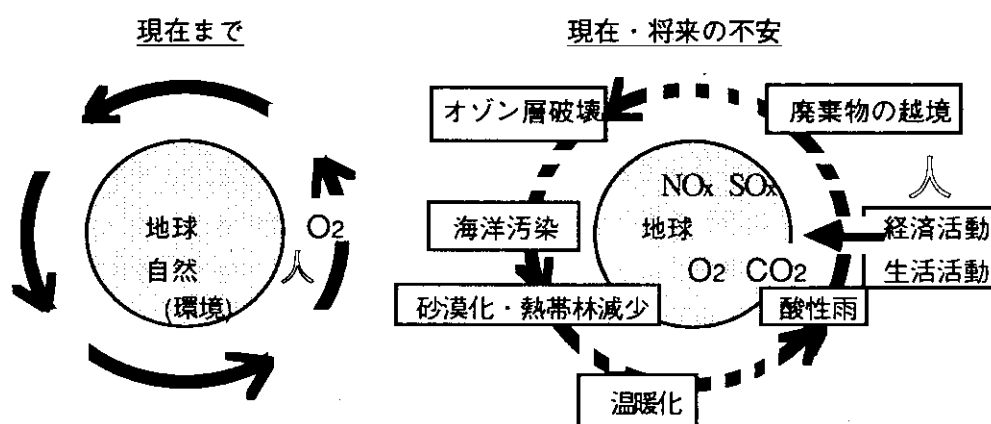 現在まで
地球
O2
自然
人
(環境)
現在・将来の不安
オゾン層破壊
廃棄物の越境
NOx SOx
人
海洋汚染
地球
経済活動
O2 CO2
生活活動
砂漠化・熱帯林減少
酸性雨
温暖化